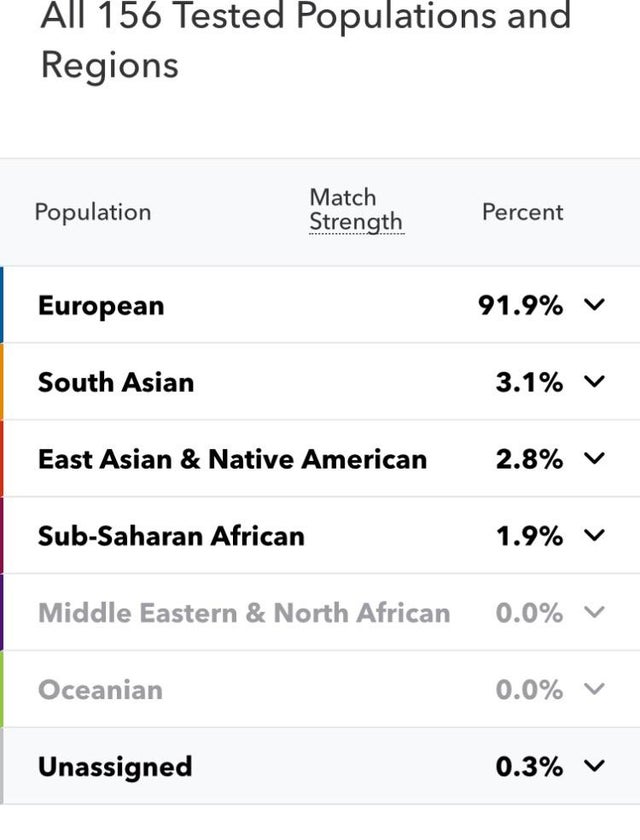 All 156 Tested Populations and
Regions
Population Match Strength Percent
European 91.9%
South Asian 3.1%
East Asian & Native American 2.8%
Sub-Saharan African 1.9%
Middle Eastern & North African 0.0%
Oceanian 0.0%
Unassigned 0.3%